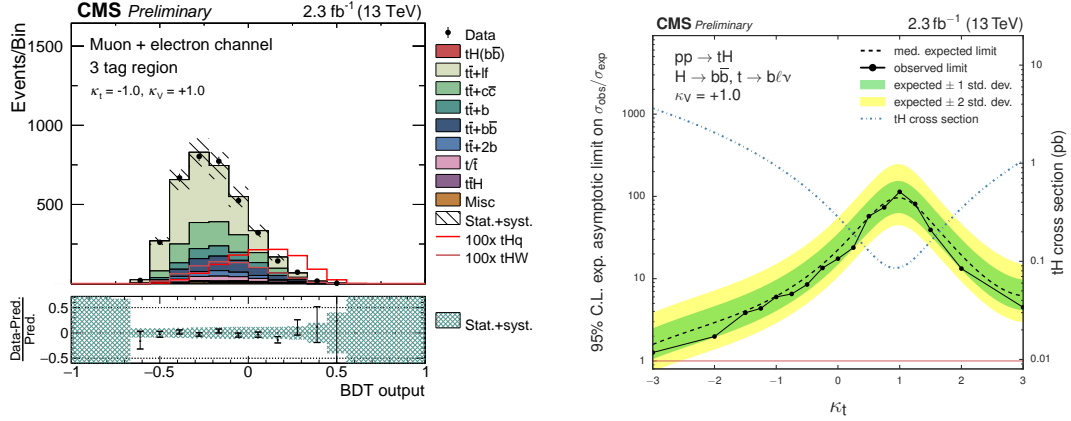 CMS Preliminary 2.3 fb⁻¹ (13 TeV)
Events/Bin
1500
1000
750
500
250
Muon + electron channel
3 tag region
κt = -1.0, κV = +1.0
Data
tH(bb̅)
tt̅+lf
tt̅+cc̅
tt̅+b
tt̅+bb̅
tt̅+2b
t/t̅
tt̅H
Misc
Stat.+syst.
100x tHq
100x tHW
Data-Pred.
Pred.
0.5
0
−0.5
Stat.+syst.
−1 −0.5 0 0.5 1
BDT output
CMS Preliminary 2.3 fb⁻¹ (13 TeV)
95% C.L. exp. asymptotic limit on σobs/σexp
1000
100
10
1
pp → tH
H → bb̅, t → bℓν
κV = +1.0
med. expected limit
observed limit
expected ± 1 std. dev.
expected ± 2 std. dev.
tH cross section
10
1
0.1
0.01
tH cross section (pb)
−3 −2 −1 0 1 2 3
κt